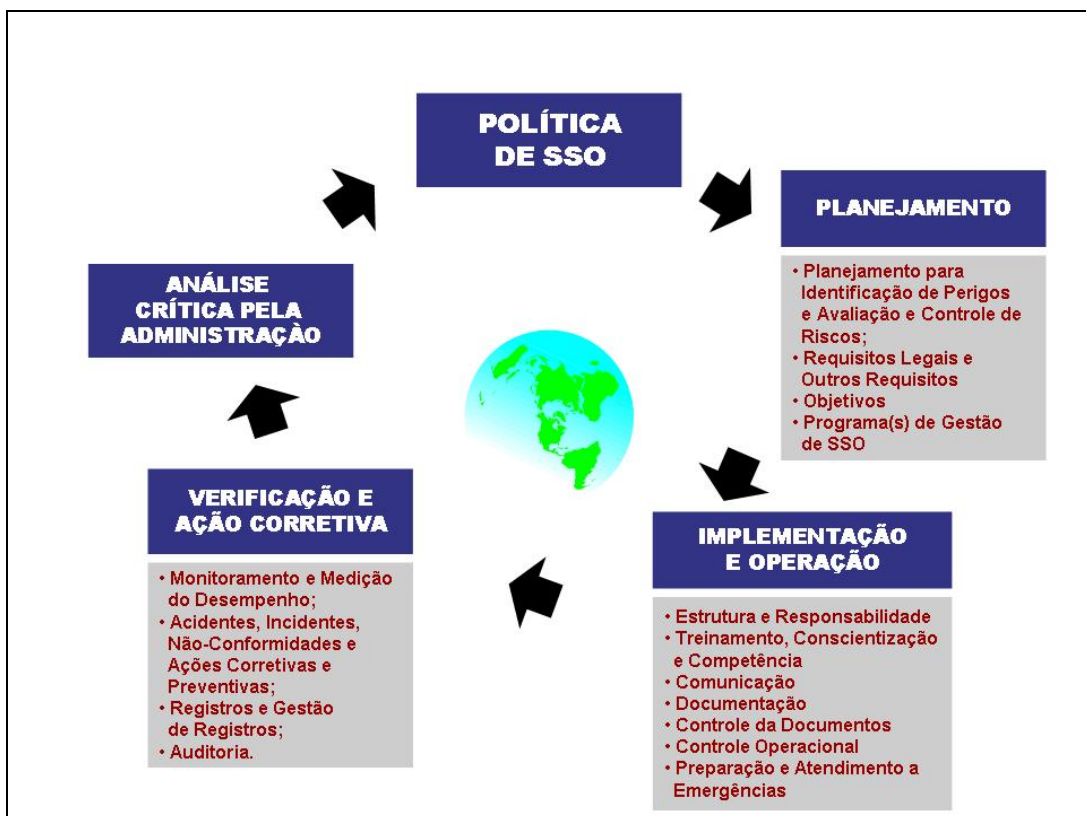 POLÍTICA
DE SSO
PLANEJAMENTO
• Planejamento para
Identificação de Perigos
e Avaliação e Controle de
Riscos;
• Requisitos Legais e
Outros Requisitos
• Objetivos
• Programa(s) de Gestão
de SSO
IMPLEMENTAÇÃO
E OPERAÇÃO
• Estrutura e Responsabilidade
• Treinamento, Conscientização
e Competência
• Comunicação
• Documentação
• Controle da Documentos
• Controle Operacional
• Preparação e Atendimento a
Emergências
VERIFICAÇÃO E
AÇÃO CORRETIVA
• Monitoramento e Medição
do Desempenho;
• Acidentes, Incidentes,
Não-Conformidades e
Ações Corretivas e
Preventivas;
• Registros e Gestão
de Registros;
• Auditoria.
ANÁLISE
CRÍTICA PELA
ADMINISTRAÇÀO